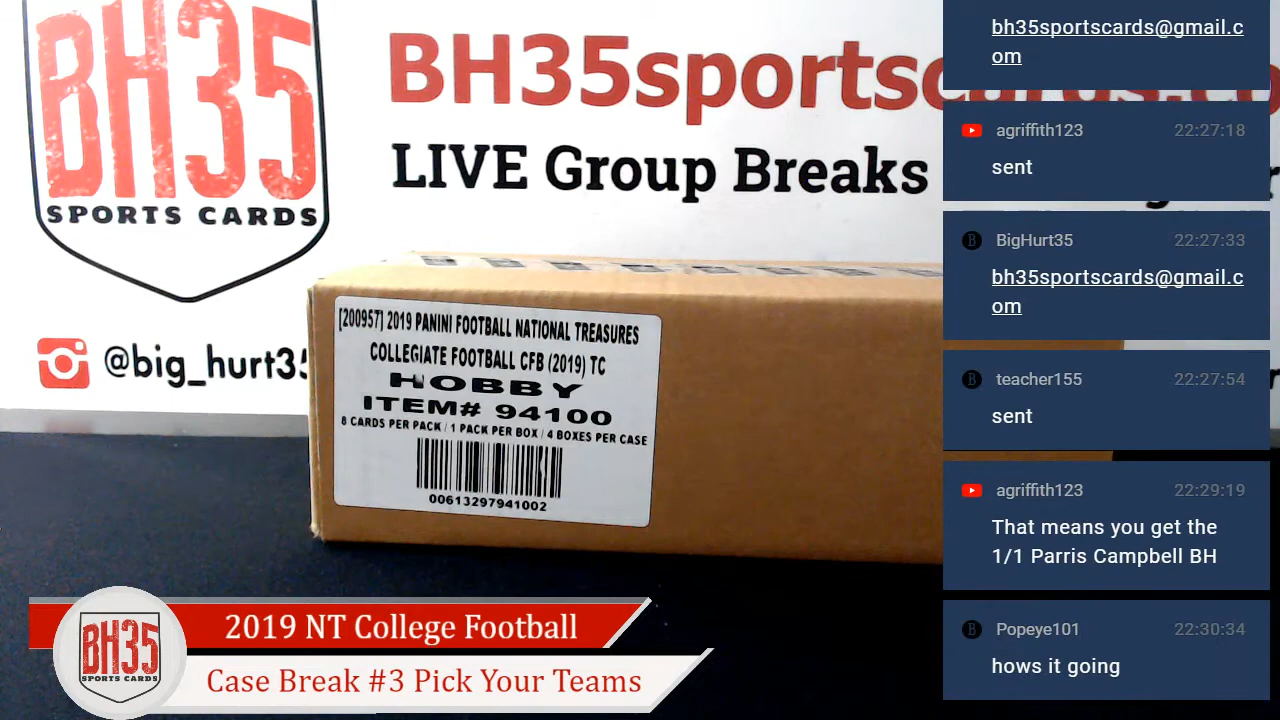 BH35
SPORTS CARDS
@big_hurt35
BH35sportscards.co
LIVE Group Breaks
[200957] 2019 PANINI FOOTBALL NATIONAL TREASURES
COLLEGIATE FOOTBALL CFB (2019) TC
HOBBY
ITEM# 94100
8 CARDS PER PACK / 1 PACK PER BOX / 4 BOXES PER CASE
00613297941002
bh35sportscards@gmail.c
om
agriffith123 22:27:18
sent
BigHurt35 22:27:33
bh35sportscards@gmail.c
om
teacher155 22:27:54
sent
agriffith123 22:29:19
That means you get the
1/1 Parris Campbell BH
Popeye101 22:30:34
hows it going
BH35
SPORTS CARDS
2019 NT College Football
Case Break #3 Pick Your Teams